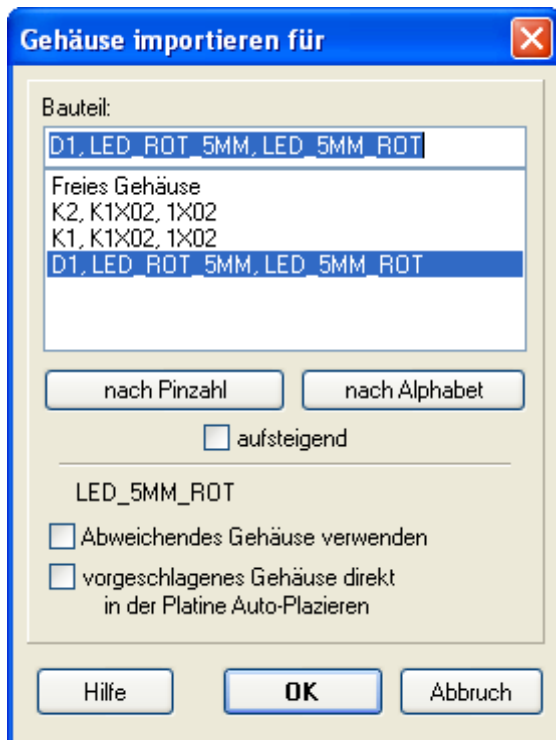 Gehäuse importieren für
Bauteil:
D1, LED_ROT_5MM, LED_5MM_ROT
Freies Gehäuse
K2, K1X02, 1X02
K1, K1X02, 1X02
D1, LED_ROT_5MM, LED_5MM_ROT
nach Pinzahl nach Alphabet
aufsteigend
LED_5MM_ROT
Abweichendes Gehäuse verwenden
vorgeschlagenes Gehäuse direkt
in der Platine Auto-Plazieren
Hilfe OK Abbruch